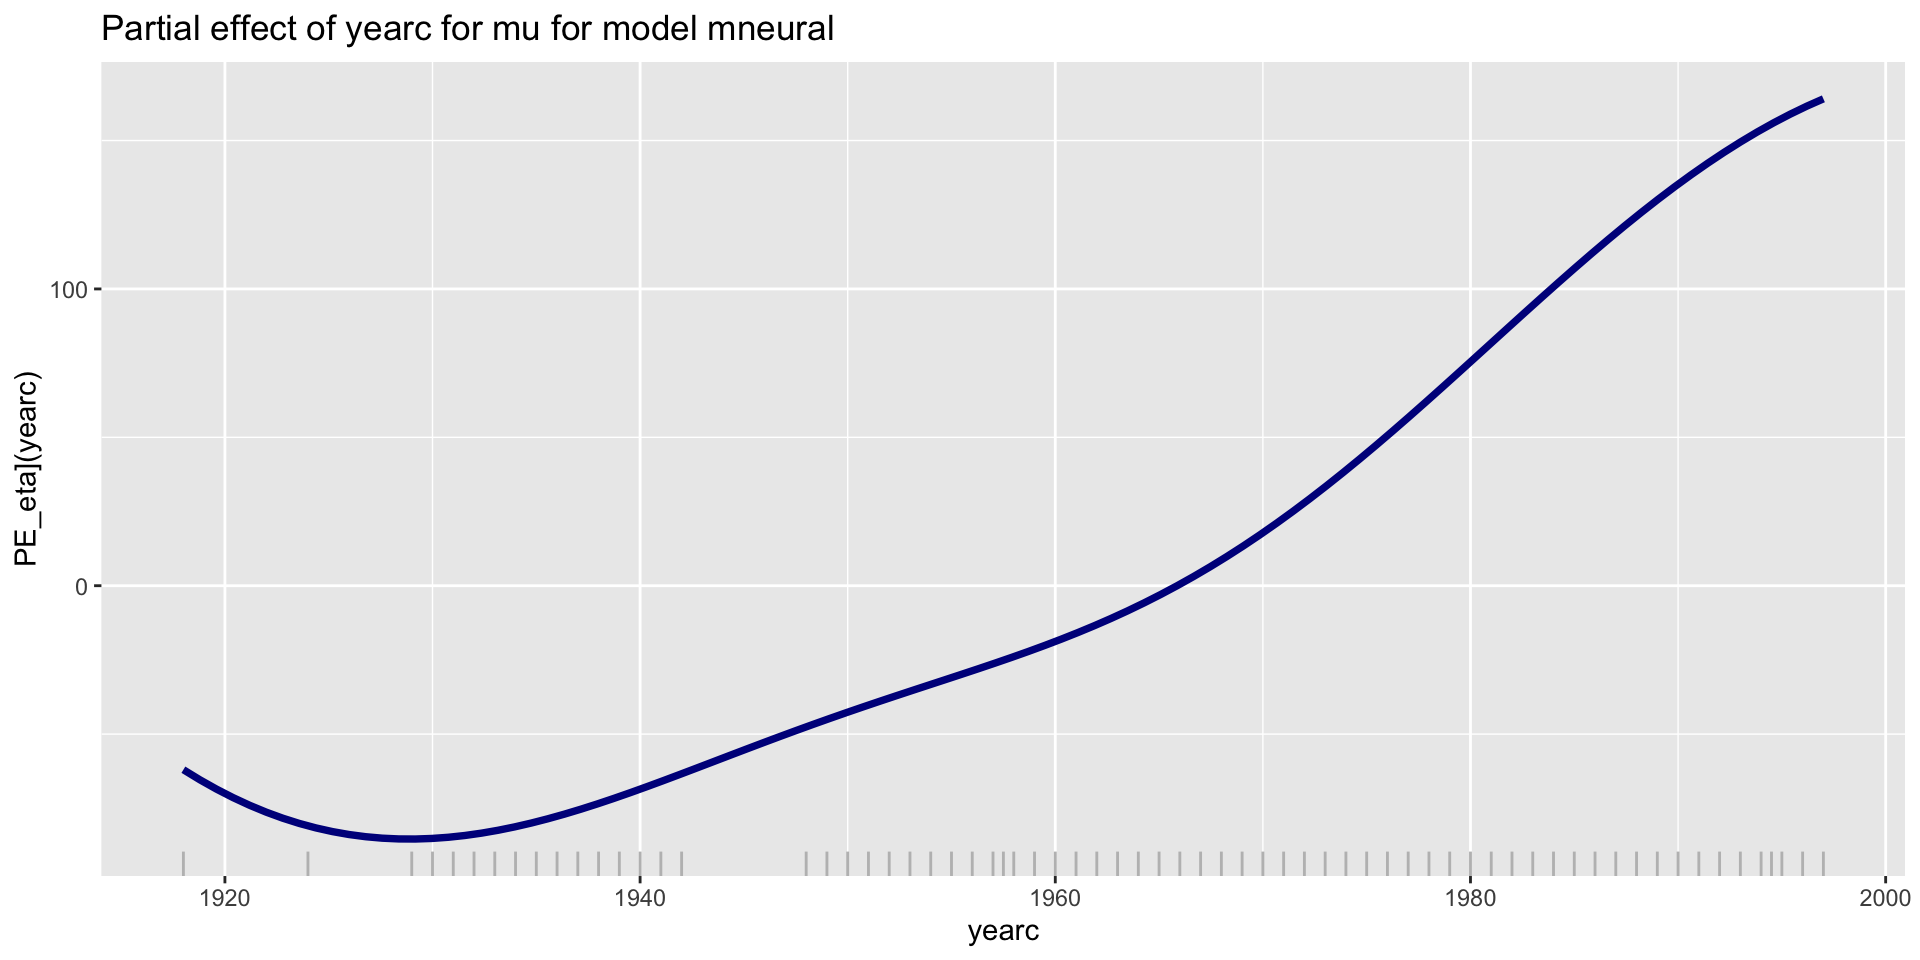 Partial effect of yearc for mu for model mneural
PE_eta](yearc)
100
0
1920
1940
1960
1980
2000
yearc